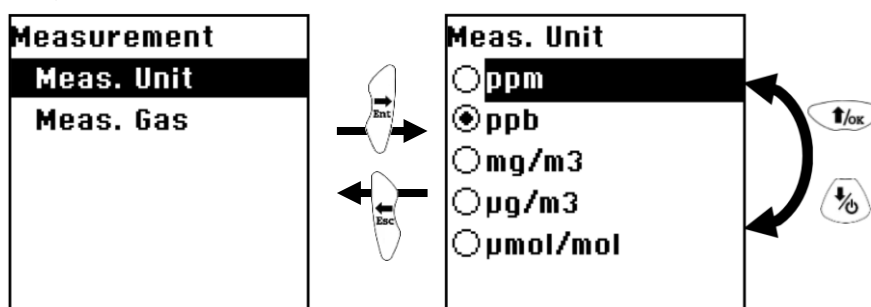 Measurement
Meas. Unit
Meas. Gas
Ent
Esc
Meas. Unit
ppm
ppb
mg/m3
µg/m3
µmol/mol
/OK